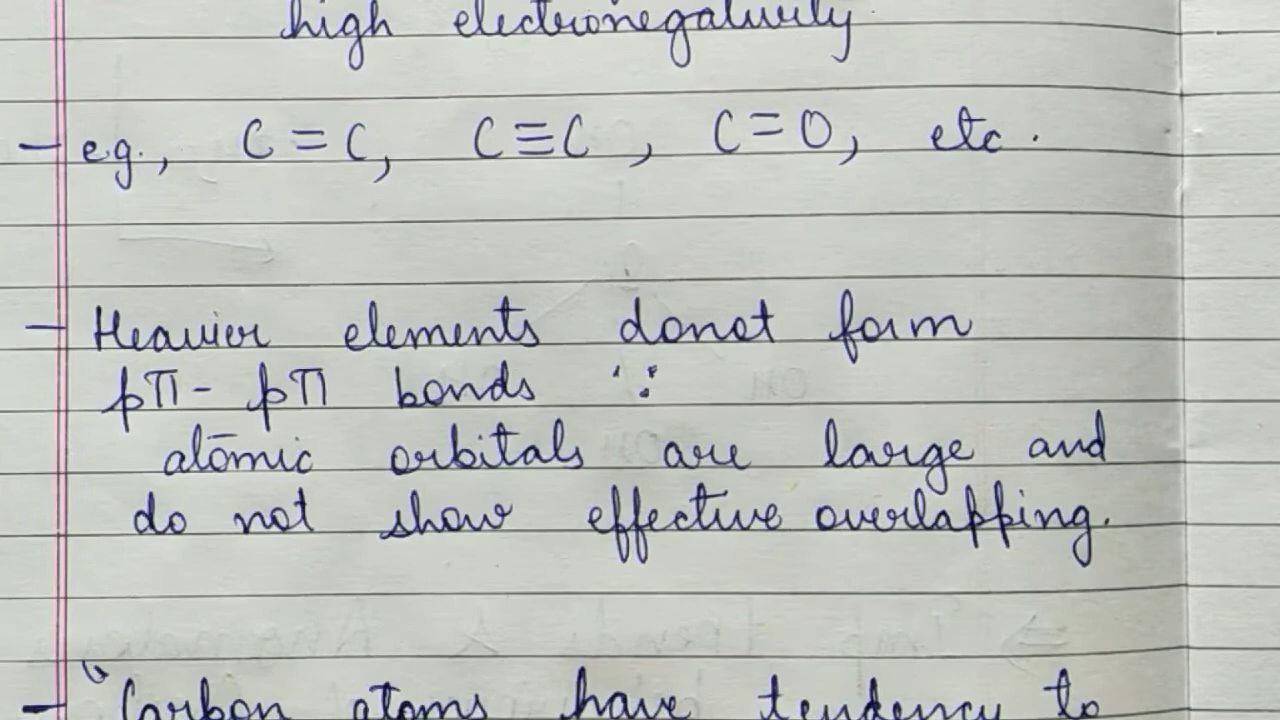 high electronegativity
- e.g., C=C, C≡C, C=O, etc.
- Heavier elements donot form
pπ- pπ bonds ∵
atomic orbitals are large and
do not show effective overlapping.
- "Carbon atoms have tendency to